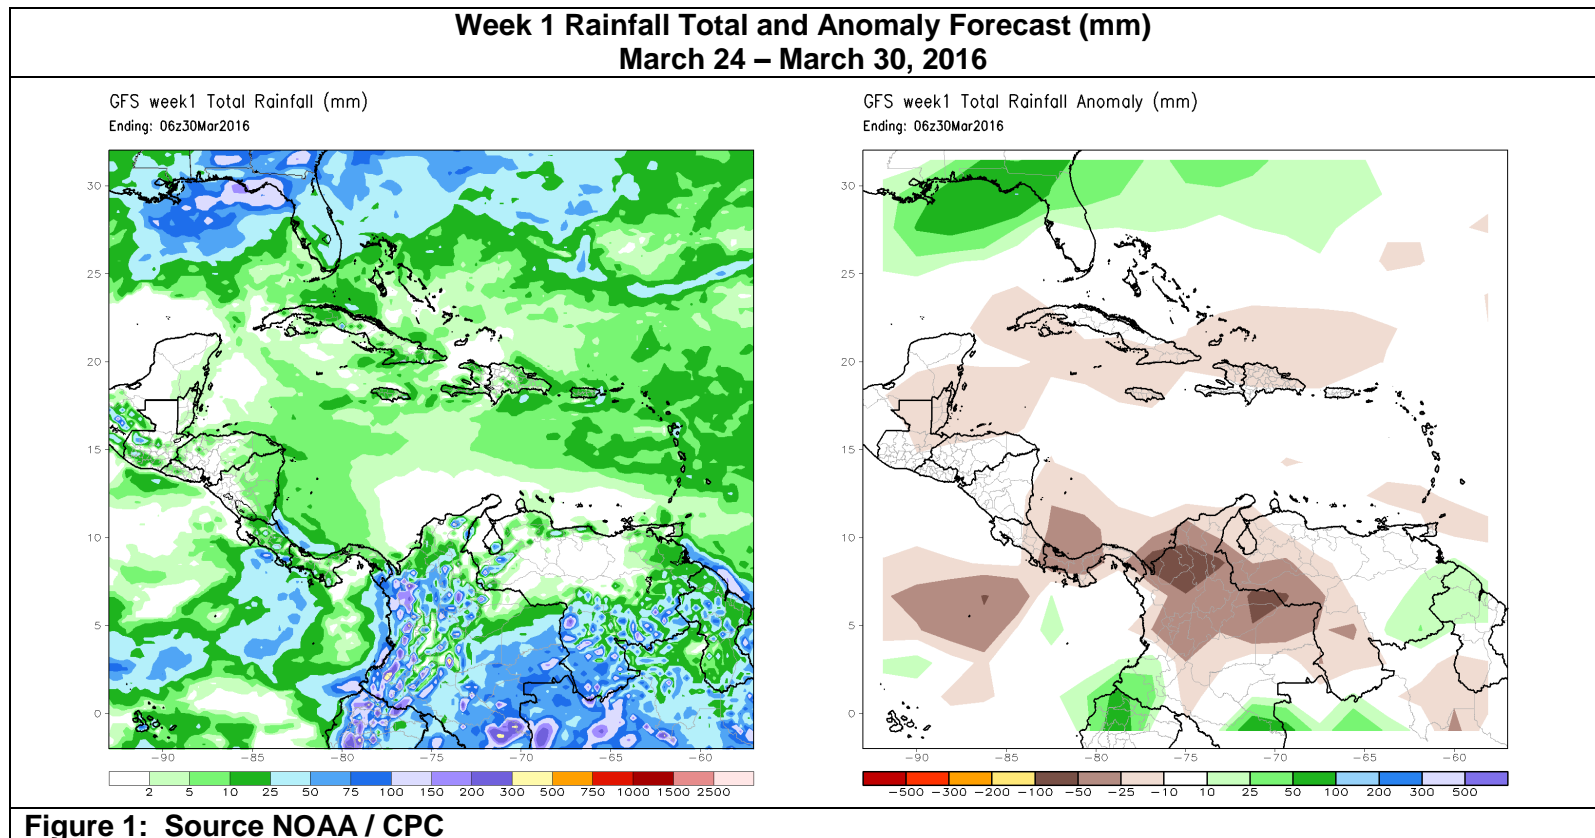 Week 1 Rainfall Total and Anomaly Forecast (mm)
March 24 – March 30, 2016
GFS week1 Total Rainfall (mm)
Ending: 06z30Mar2016
30
25
20
15
10
5
0
−90 −85 −80 −75 −70 −65 −60
2 5 10 25 50 75 100 150 200 300 500 750 1000 1500 2500
GFS week1 Total Rainfall Anomaly (mm)
Ending: 06z30Mar2016
30
25
20
15
10
5
0
−90 −85 −80 −75 −70 −65 −60
−500 −300 −200 −100 −50 −25 −10 10 25 50 100 200 300 500
Figure 1: Source NOAA / CPC